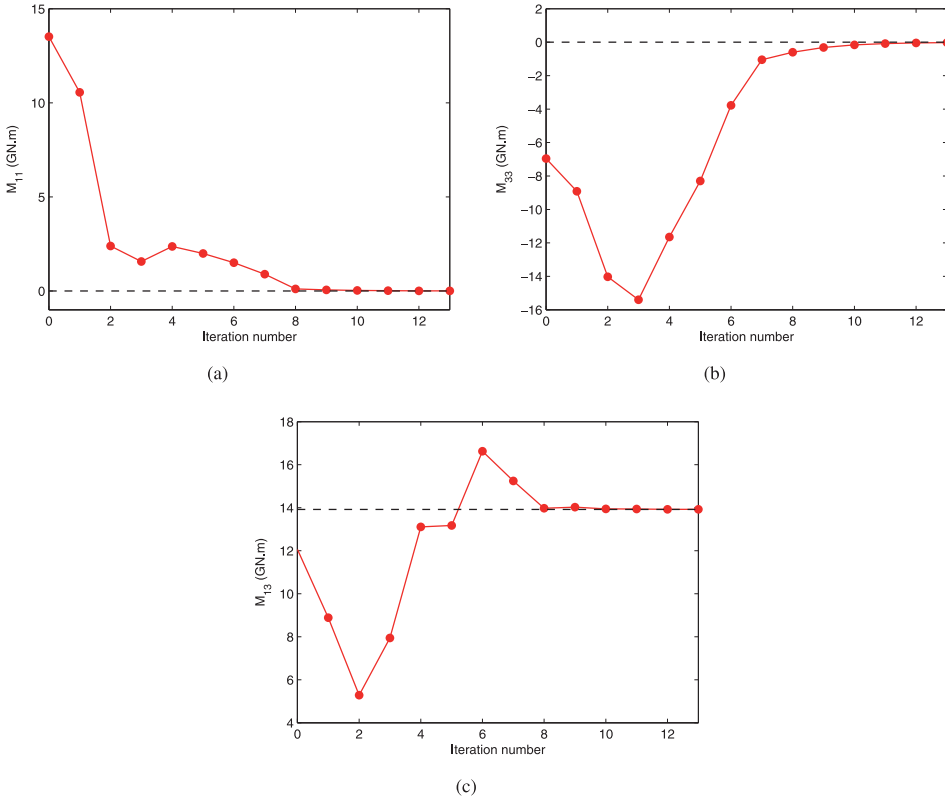 15
10
5
0
M11 (GN.m)
0 2 4 6 8 10 12
Iteration number
(a)
2
0
−2
−4
−6
−8
−10
−12
−14
−16
M33 (GN.m)
0 2 4 6 8 10 12
Iteration number
(b)
18
16
14
12
10
8
6
4
M13 (GN.m)
0 2 4 6 8 10 12
Iteration number
(c)